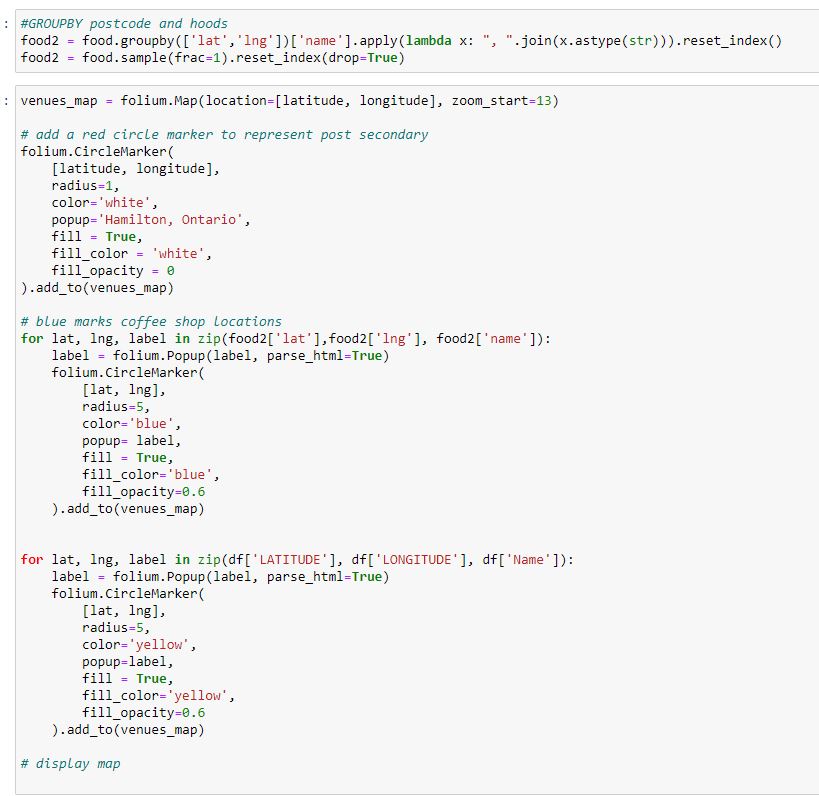 :
#GROUPBY postcode and hoods
food2 = food.groupby(['lat','lng'])['name'].apply(lambda x: ", ".join(x.astype(str))).reset_index()
food2 = food.sample(frac=1).reset_index(drop=True)
:
venues_map = folium.Map(location=[latitude, longitude], zoom_start=13)

# add a red circle marker to represent post secondary
folium.CircleMarker(
    [latitude, longitude],
    radius=1,
    color='white',
    popup='Hamilton, Ontario',
    fill = True,
    fill_color = 'white',
    fill_opacity = 0
).add_to(venues_map)

# blue marks coffee shop locations
for lat, lng, label in zip(food2['lat'],food2['lng'], food2['name']):
    label = folium.Popup(label, parse_html=True)
    folium.CircleMarker(
        [lat, lng],
        radius=5,
        color='blue',
        popup= label,
        fill = True,
        fill_color='blue',
        fill_opacity=0.6
    ).add_to(venues_map)


for lat, lng, label in zip(df['LATITUDE'], df['LONGITUDE'], df['Name']):
    label = folium.Popup(label, parse_html=True)
    folium.CircleMarker(
        [lat, lng],
        radius=5,
        color='yellow',
        popup=label,
        fill = True,
        fill_color='yellow',
        fill_opacity=0.6
    ).add_to(venues_map)

# display map